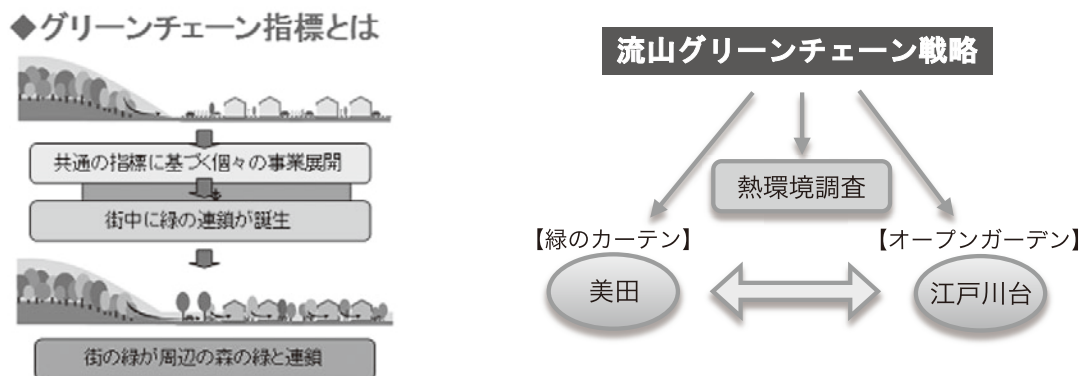 ◆グリーンチェーン指標とは
共通の指標に基づく個々の事業展開
街中に緑の連鎖が誕生
街の緑が周辺の森の緑と連鎖
流山グリーンチェーン戦略
熱環境調査
【緑のカーテン】
【オープンガーデン】
美田
江戸川台